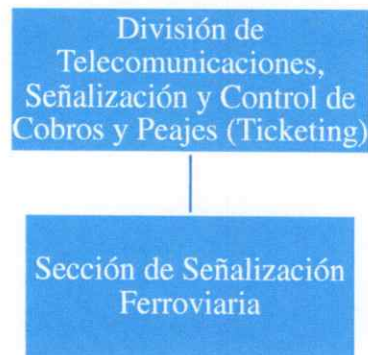 División de
Telecomunicaciones,
Señalización y Control de
Cobros y Peajes (Ticketing)
Sección de Señalización
Ferroviaria